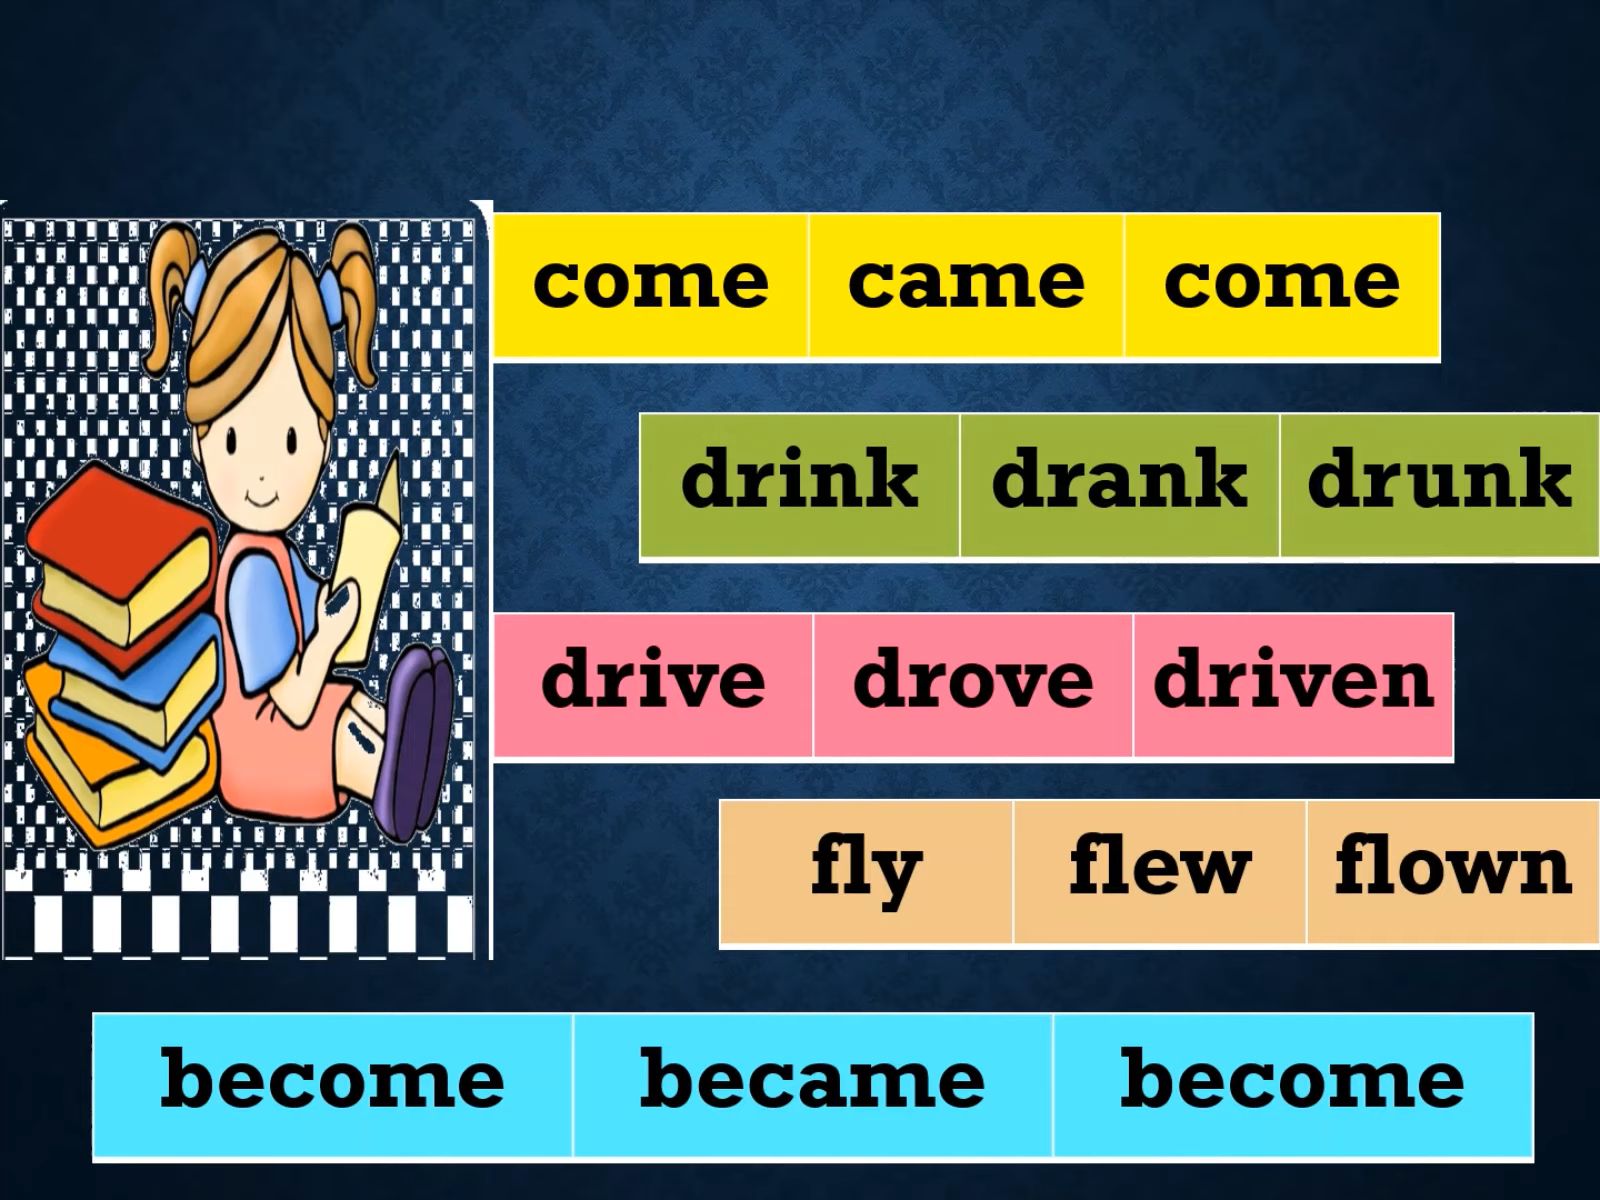 come came come
drink drank drunk
drive drove driven
fly flew flown
become became become